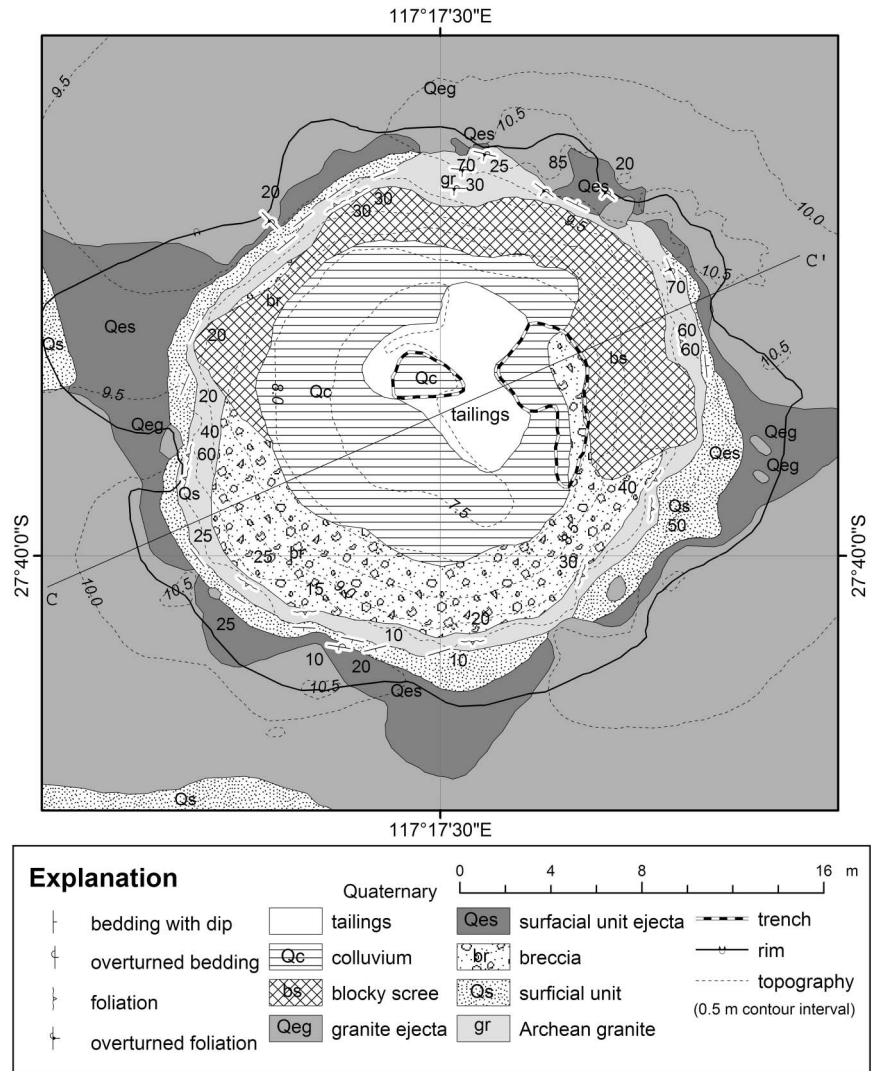 117°17'30"E
9.5
Qeg
10.5
Qes
70
25
85
20
gr
30
Qes
10.0
20
30
30
9.5
10.5
C'
70
br
Qes
20
60
60
bs
Qs
Qc
8.0
Qc
10.5
9.5
20
tailings
Qeg
40
Qeg
60
Qes
Qeg
40
Qs
7.5
Qs
50
25
8.5
27°40'0"S
25
br
30
27°40'0"S
10.0
C
10.5
9.0
15
20
25
10
10
20
10
10.5
Qes
Qs
117°17'30"E
Explanation
0 4 8 16 m
Quaternary
bedding with dip
tailings
Qes surfacial unit ejecta
trench
overturned bedding
Qc colluvium
br breccia
rim
foliation
bs blocky scree
Qs surficial unit
topography
(0.5 m contour interval)
overturned foliation
Qeg granite ejecta
gr Archean granite